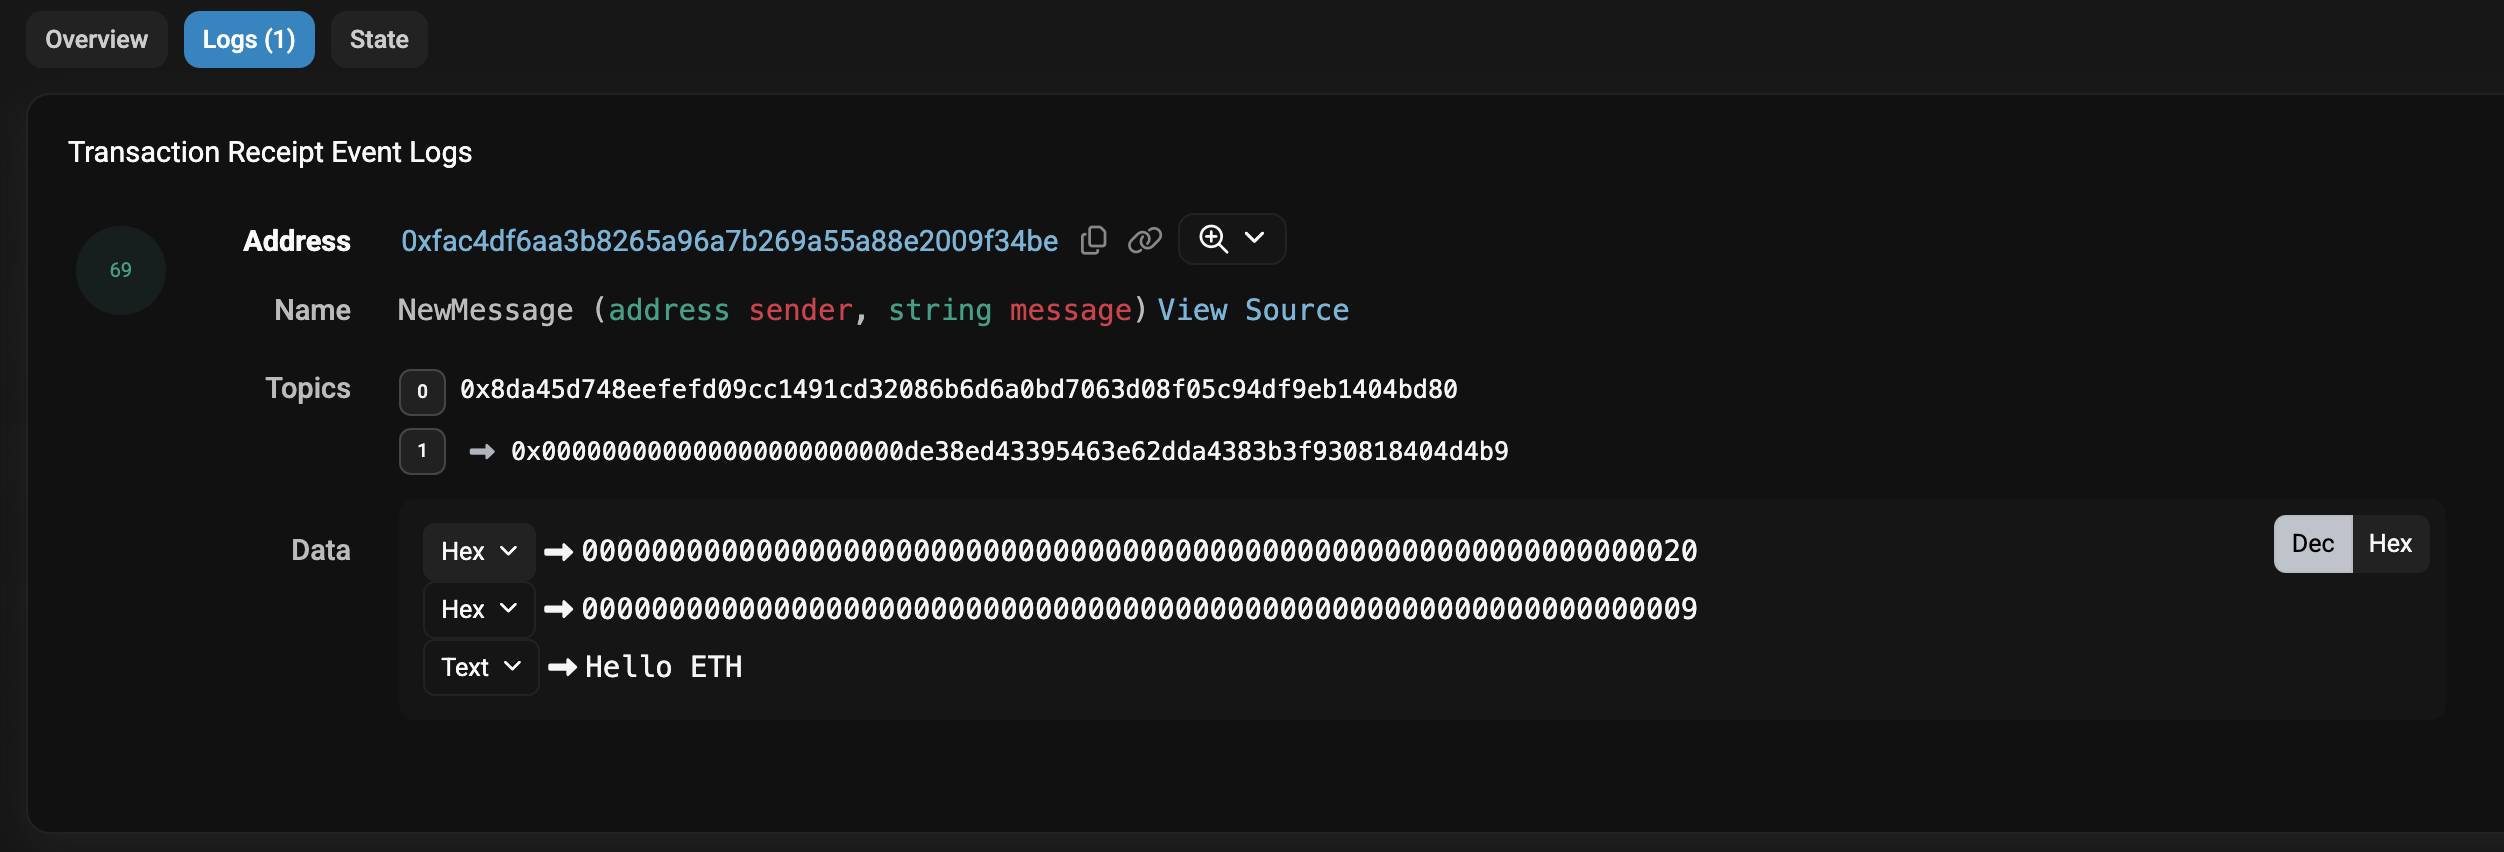 Overview Logs (1) State
Transaction Receipt Event Logs
69
Address 0xfac4df6aa3b8265a96a7b269a55a88e2009f34be
Name NewMessage (address sender, string message) View Source
Topics 0 0x8da45d748eefefd09cc1491cd32086b6d6a0bd7063d08f05c94df9eb1404bd80
1 0x000000000000000000000000de38ed43395463e62dda4383b3f930818404d4b9
Data Hex 0000000000000000000000000000000000000000000000000000000000000020 Dec Hex
Hex 0000000000000000000000000000000000000000000000000000000000000009
Text Hello ETH